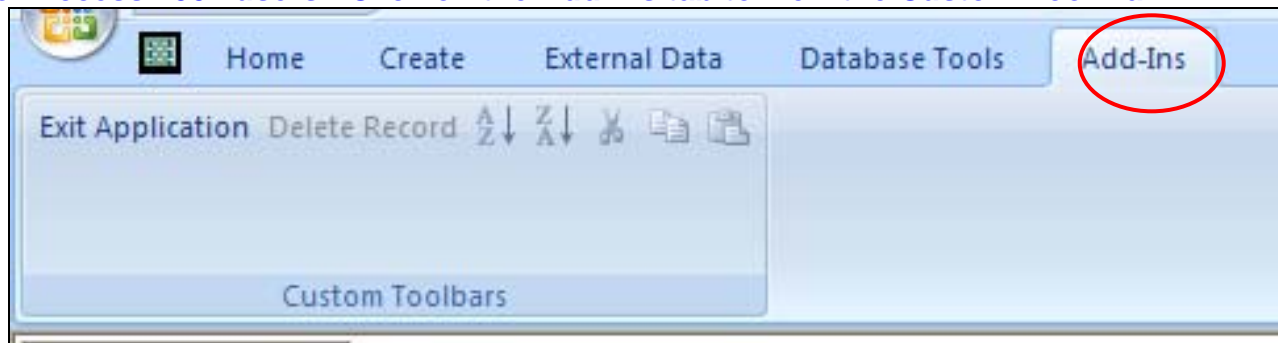 Home Create External Data Database Tools Add-Ins
Exit Application Delete Record
Custom Toolbars